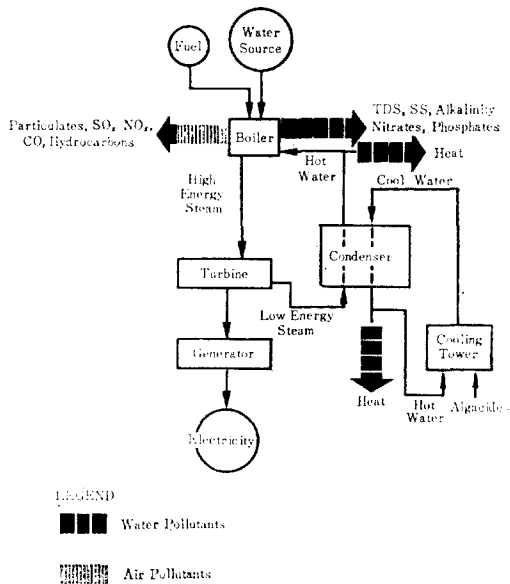 Fuel
Water
Source
Particulates, SO, NOx,
CO, Hydrocarbons
Boiler
TDS, SS, Alkalinity
Nitrates, Phosphates
Heat
Hot
Water
Cool Water
High
Energy
Steam
Condenser
Turbine
Low Energy
Steam
Cooling
Tower
Generator
Heat
Hot
Water
Algacide
Electricity
LEGEND
Water Pollutants
Air Pollutants